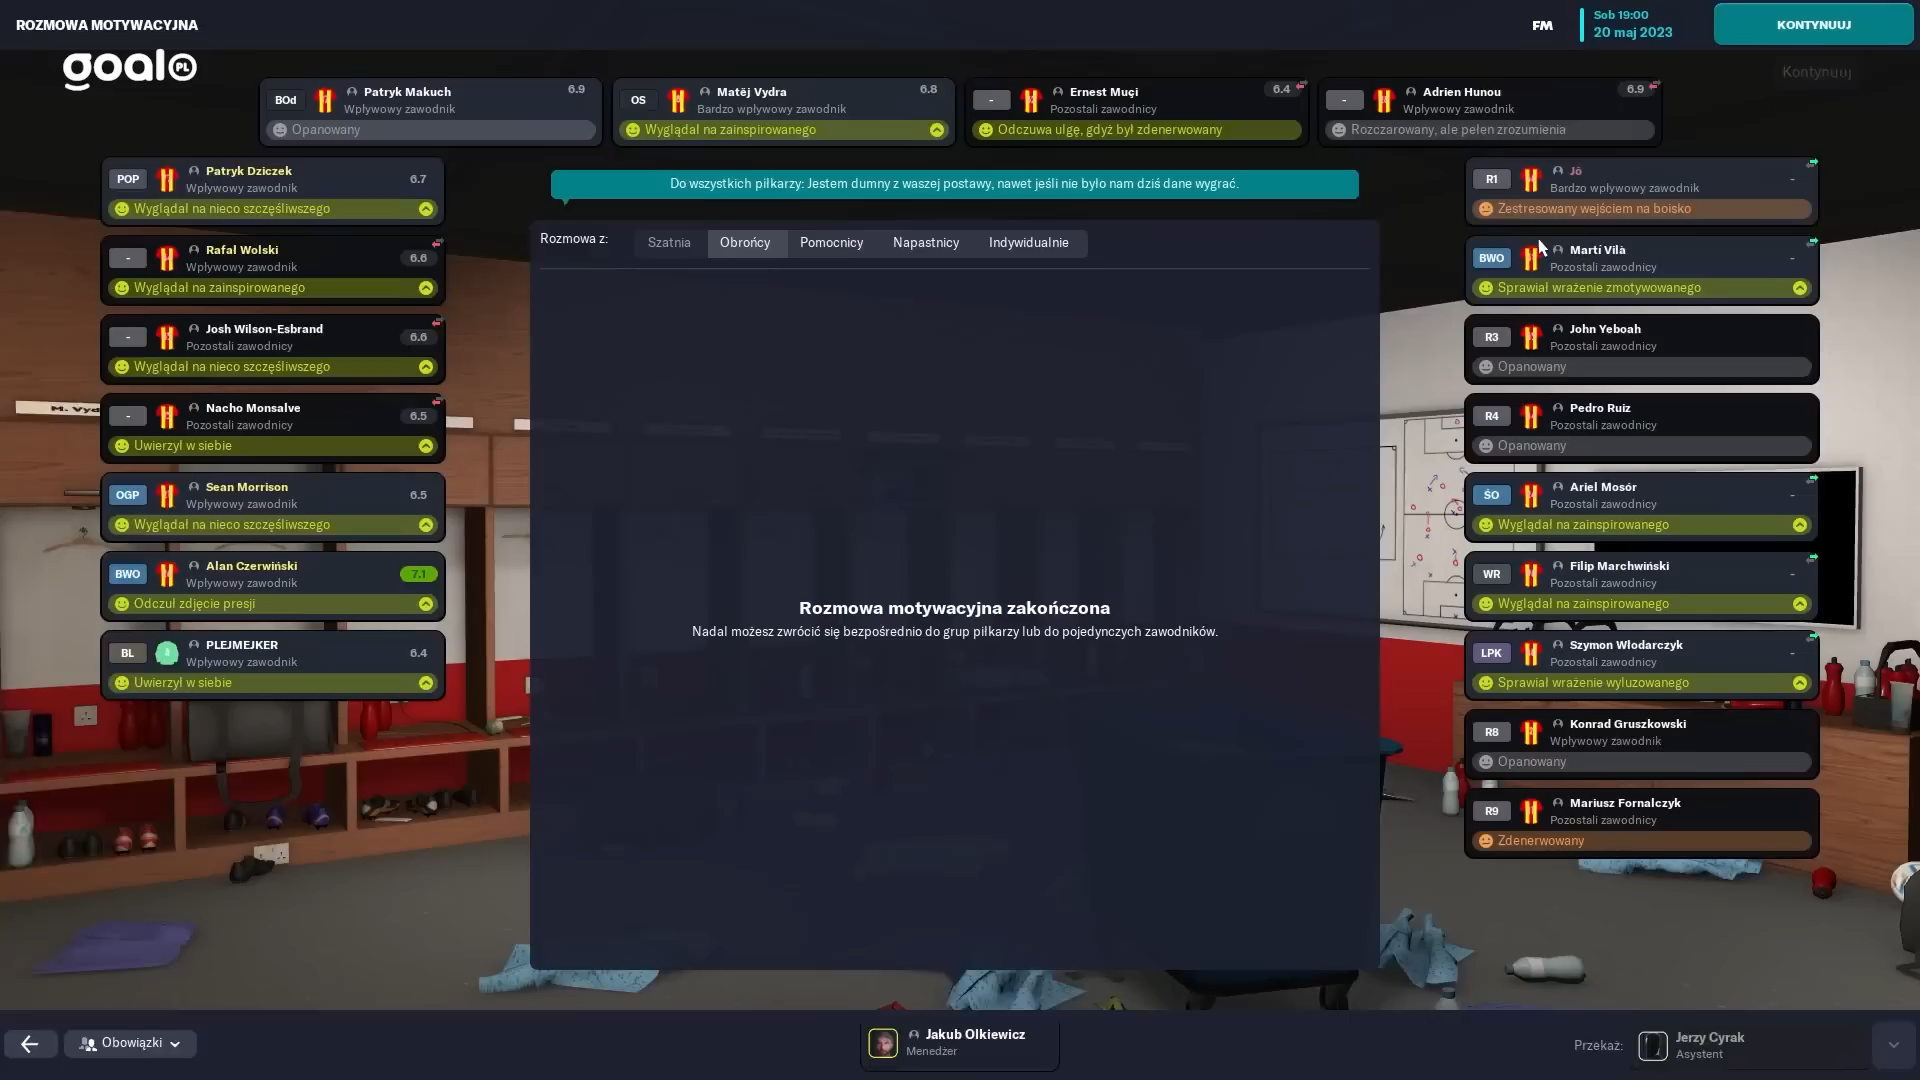 ROZMOWA MOTYWACYJNA
FM
Sob 19:00
20 maj 2023
KONTYNUUJ
goal PL
Kontynuuj
BOd
Patryk Makuch
6.9
Wpływowy zawodnik
Opanowany
OS
Matěj Vydra
6.8
Bardzo wpływowy zawodnik
Wyglądał na zainspirowanego
-
Ernest Muçi
6.4
Pozostali zawodnicy
Odczuwa ulgę, gdyż był zdenerwowany
-
Adrien Hunou
6.9
Wpływowy zawodnik
Rozczarowany, ale pełen zrozumienia
POP
Patryk Dziczek
Wpływowy zawodnik
6.7
Wyglądał na nieco szczęśliwszego
-
Rafał Wolski
Wpływowy zawodnik
6.6
Wyglądał na zainspirowanego
-
Josh Wilson-Esbrand
Pozostali zawodnicy
6.6
Wyglądał na nieco szczęśliwszego
-
Nacho Monsalve
Pozostali zawodnicy
6.5
Uwierzył w siebie
OGP
Sean Morrison
Wpływowy zawodnik
6.5
Wyglądał na nieco szczęśliwszego
BWO
Alan Czerwiński
Wpływowy zawodnik
7.1
Odczuł zdjęcie presji
BL
PLEJMEJKER
Wpływowy zawodnik
6.4
Uwierzył w siebie
M. Vyd
Do wszystkich piłkarzy: Jestem dumny z waszej postawy, nawet jeśli nie było nam dziś dane wygrać.
Rozmowa z:
Szatnia
Obrońcy
Pomocnicy
Napastnicy
Indywidualnie
Rozmowa motywacyjna zakończona
Nadal możesz zwrócić się bezpośrednio do grup piłkarzy lub do pojedynczych zawodników.
R1
Jô
Bardzo wpływowy zawodnik
-
Zestresowany wejściem na boisko
BWO
Martí Vilà
Pozostali zawodnicy
-
Sprawiał wrażenie zmotywowanego
R3
John Yeboah
Pozostali zawodnicy
Opanowany
R4
Pedro Ruiz
Pozostali zawodnicy
Opanowany
ŚO
Ariel Mosór
Pozostali zawodnicy
-
Wyglądał na zainspirowanego
WR
Filip Marchwiński
Pozostali zawodnicy
-
Wyglądał na zainspirowanego
LPK
Szymon Włodarczyk
Pozostali zawodnicy
-
Sprawiał wrażenie wyluzowanego
R8
Konrad Gruszkowski
Wpływowy zawodnik
Opanowany
R9
Mariusz Fornalczyk
Pozostali zawodnicy
Zdenerwowany
Obowiązki
Jakub Olkiewicz
Menedżer
Przekaż:
Jerzy Cyrak
Asystent